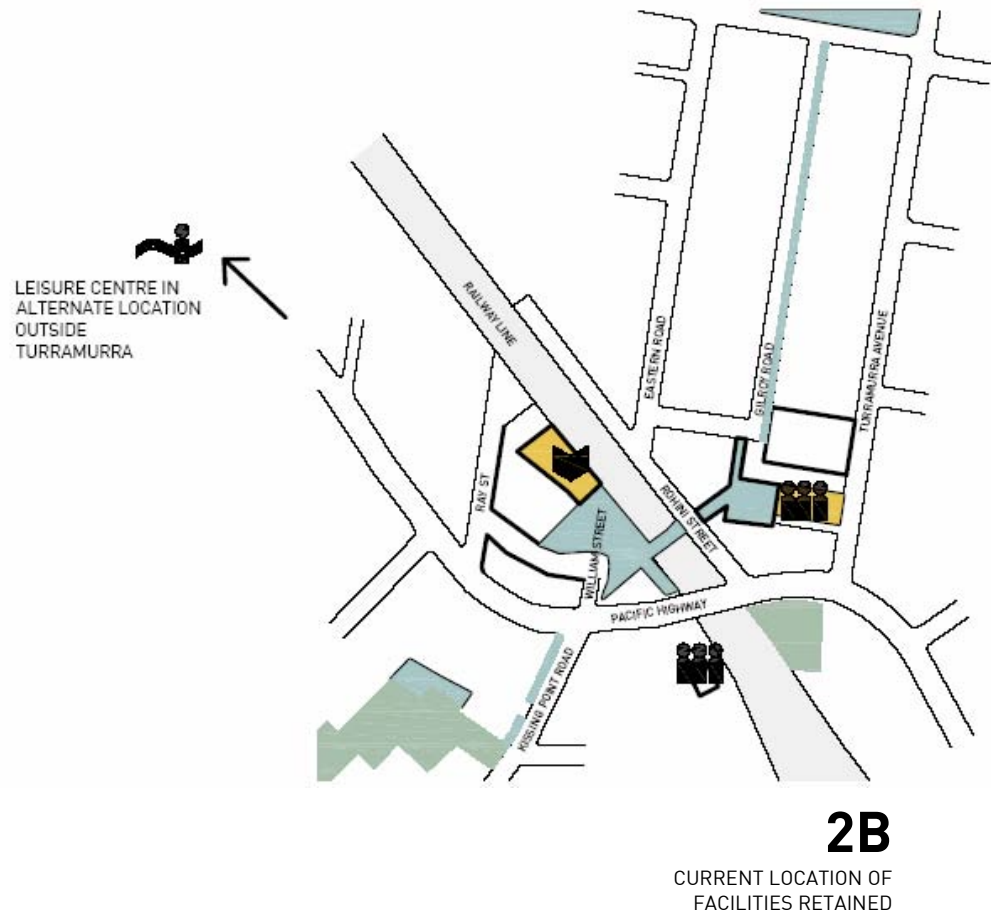 LEISURE CENTRE IN
ALTERNATE LOCATION
OUTSIDE
TURRAMURRA
RAILWAY LINE
EASTERN ROAD
GILROY ROAD
TURRAMURRA AVENUE
RAY ST
WILLIAM STREET
ROHINI STREET
PACIFIC HIGHWAY
KISSING POINT ROAD
2B
CURRENT LOCATION OF
FACILITIES RETAINED